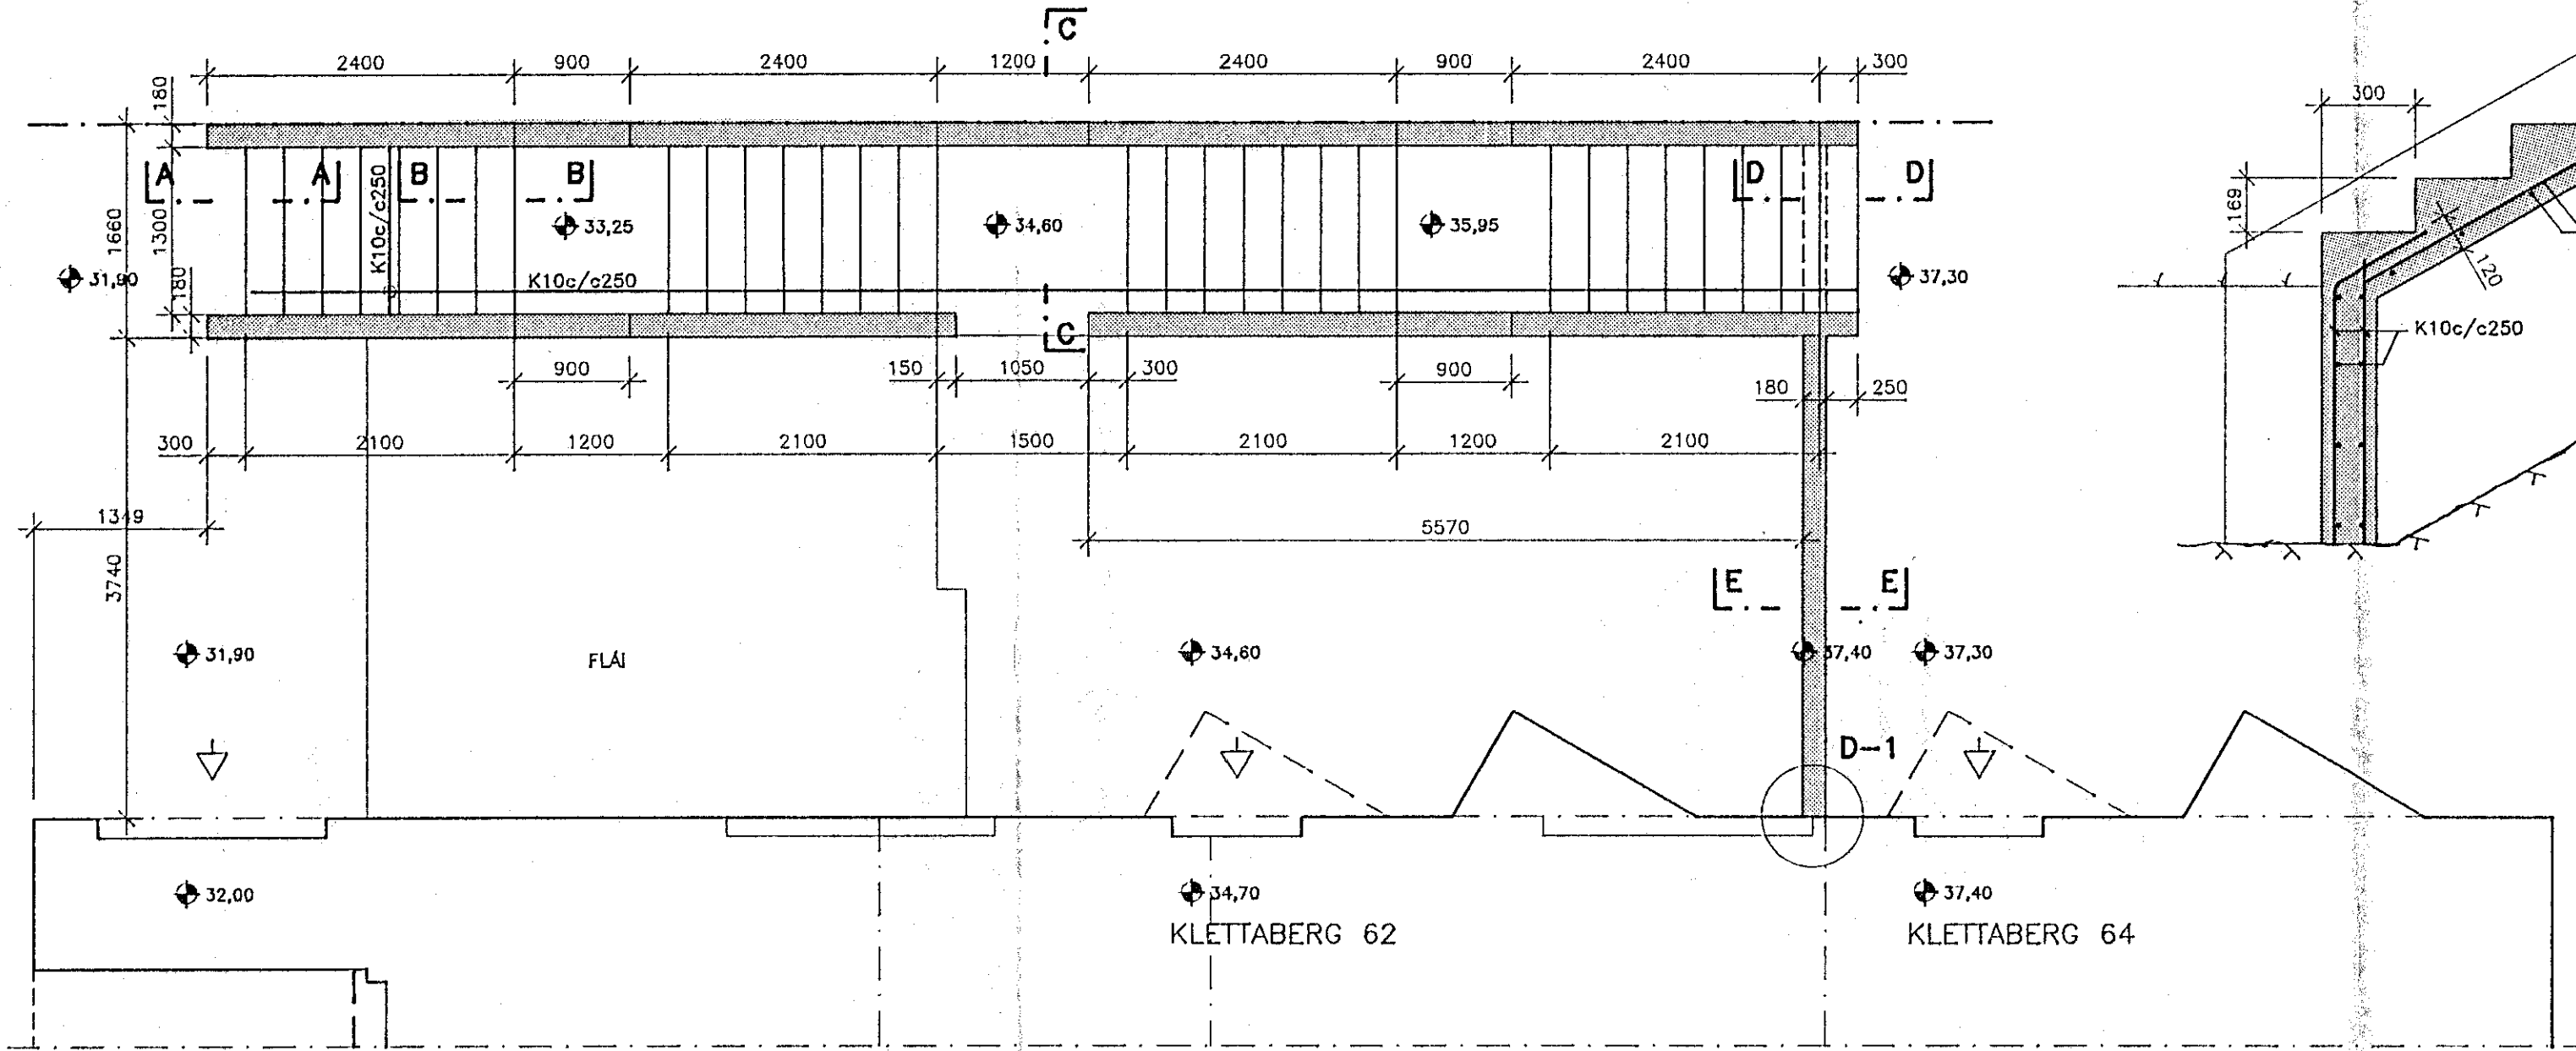 C
2400 900 2400 1200 2400 900 2400 300
180
300
A A B B D D
K10c/c250
1660
1300
169
33,25
34,60
35,95
31,90
180
K10c/c250
37,30
120
K10c/c250
C
900 150 1050 300 900
180 250
300 2100 1200 2100 1500 2100 1200 2100
1349
5570
3740
E E
31,90
FLÁI
34,60
37,40
37,30
D-1
32,00
34,70
37,40
KLETTABERG 62
KLETTABERG 64